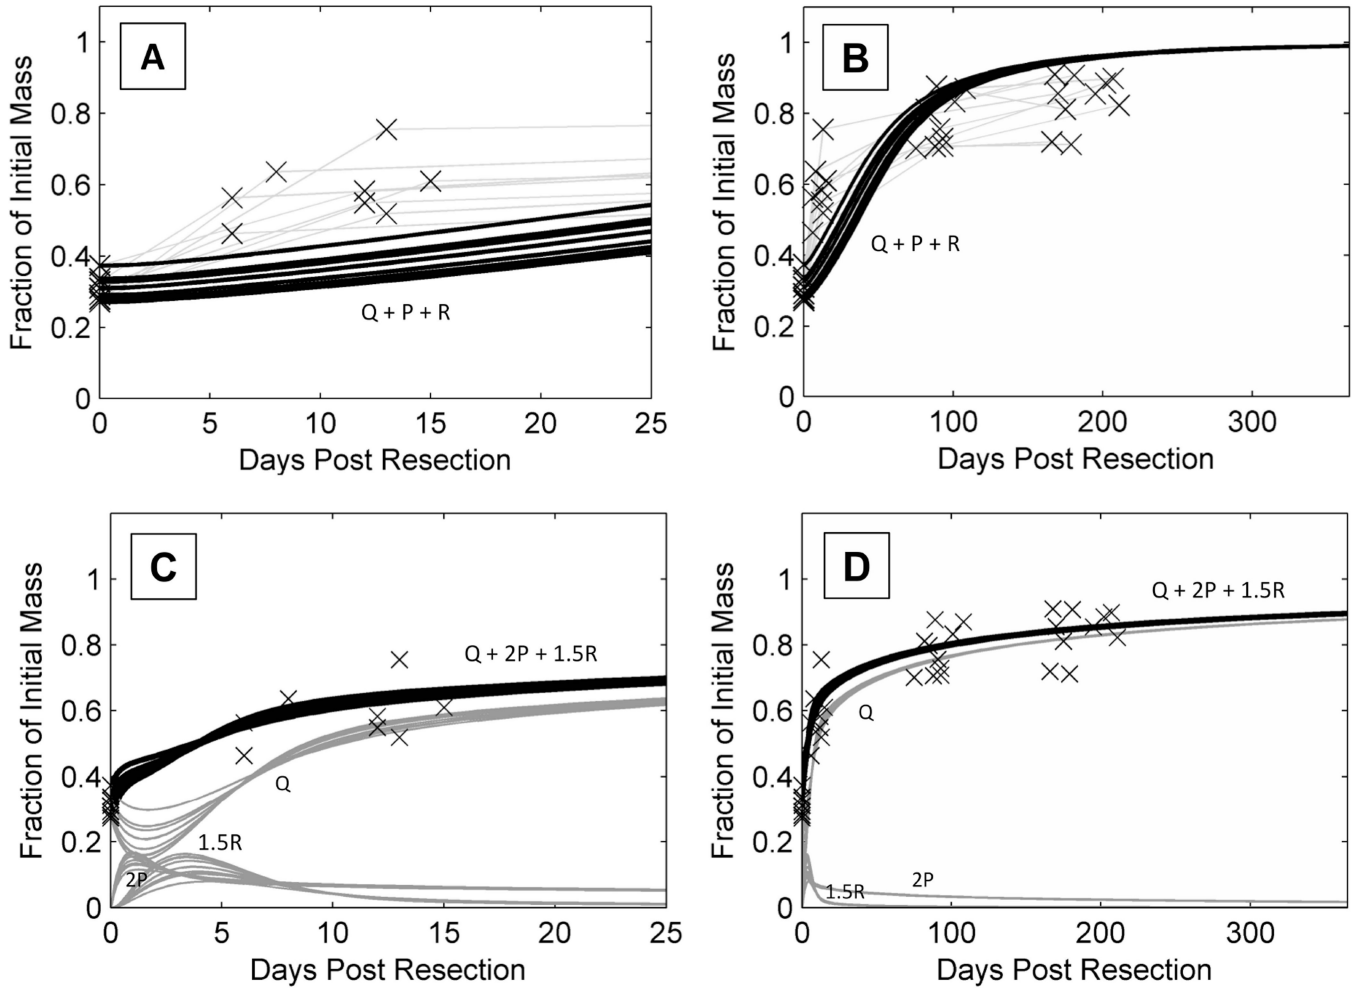 A
Fraction of Initial Mass
1
0.8
0.6
0.4
0.2
0
Q + P + R
0 5 10 15 20 25
Days Post Resection
B
Fraction of Initial Mass
1
0.8
0.6
0.4
0.2
0
Q + P + R
0 100 200 300
Days Post Resection
C
Fraction of Initial Mass
1
0.8
0.6
0.4
0.2
0
Q + 2P + 1.5R
Q
1.5R
2P
0 5 10 15 20 25
Days Post Resection
D
Fraction of Initial Mass
1
0.8
0.6
0.4
0.2
0
Q + 2P + 1.5R
Q
2P
1.5R
0 100 200 300
Days Post Resection